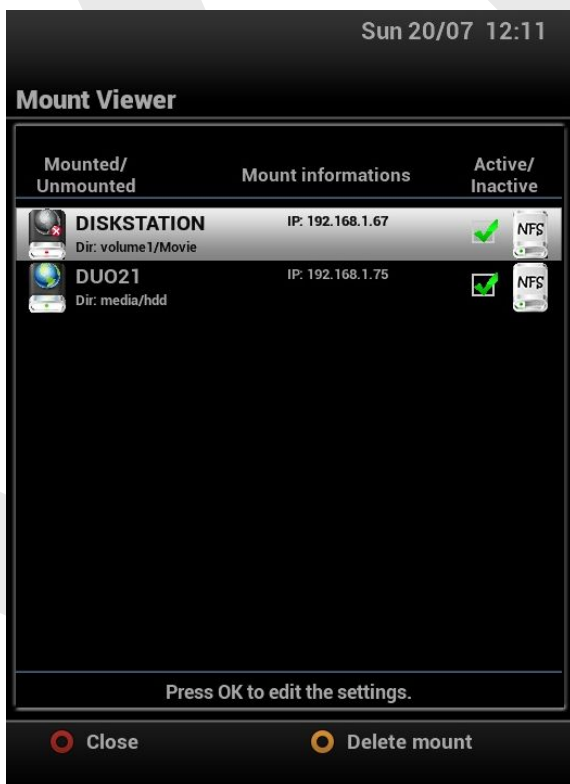 Sun 20/07 12:11
Mount Viewer
Mounted/
Unmounted
Mount informations
Active/
Inactive
DISKSTATION
IP: 192.168.1.67
NFS
Dir: volume1/Movie
DUO21
IP: 192.168.1.75
NFS
Dir: media/hdd
Press OK to edit the settings.
Close
Delete mount